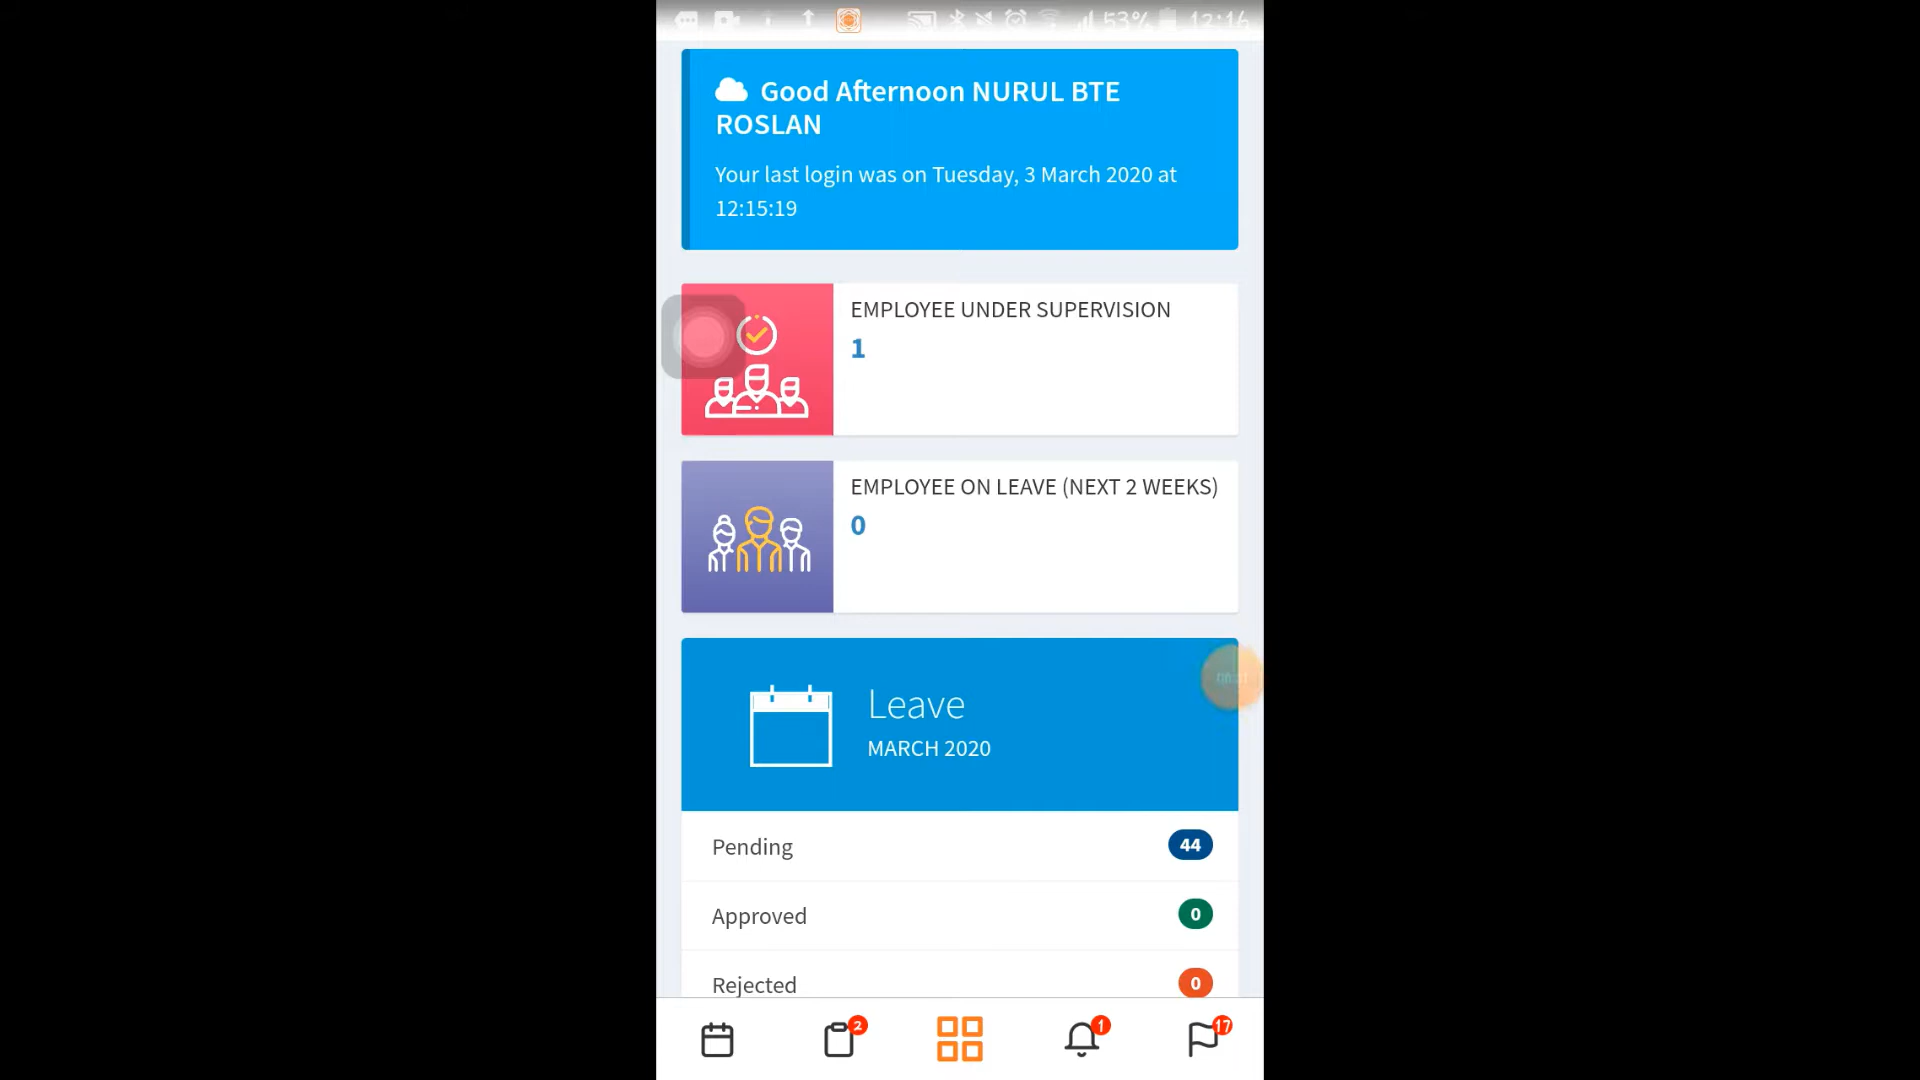 53% 12:16
Good Afternoon NURUL BTE
ROSLAN
Your last login was on Tuesday, 3 March 2020 at
12:15:19
EMPLOYEE UNDER SUPERVISION
1
EMPLOYEE ON LEAVE (NEXT 2 WEEKS)
0
Leave
MARCH 2020
Pending 44
Approved 0
Rejected 0
2 1 17